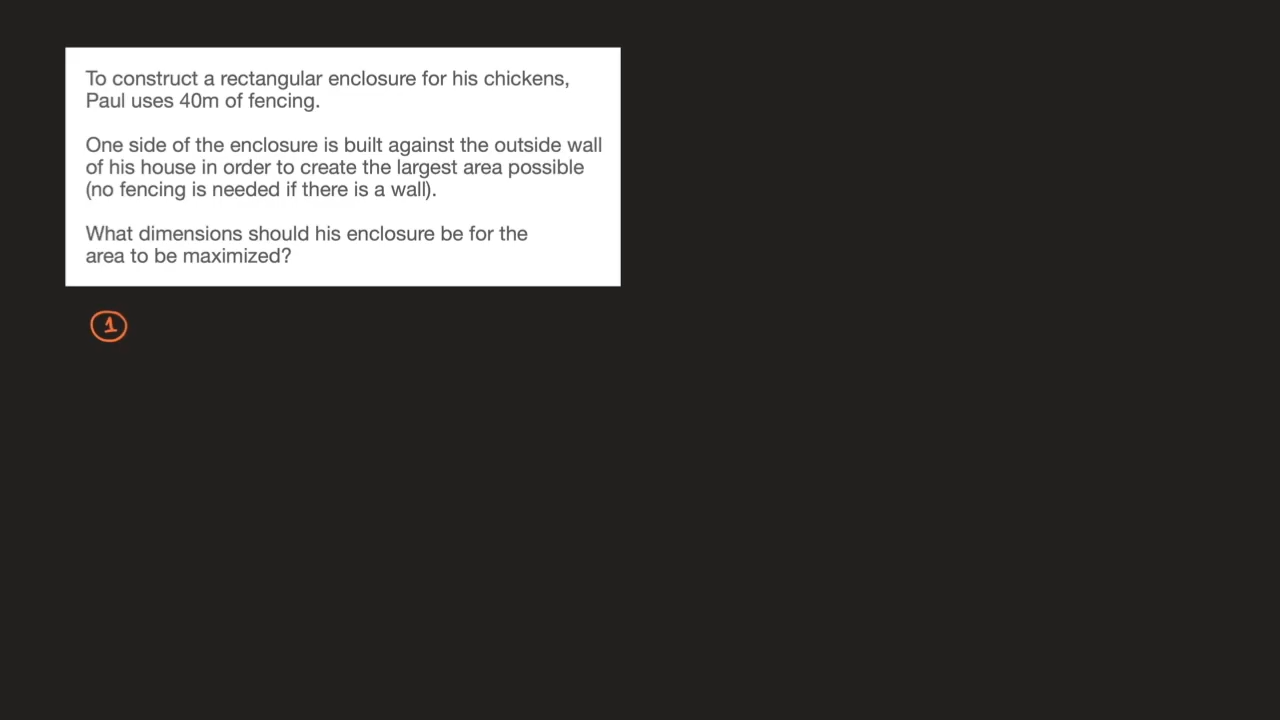 To construct a rectangular enclosure for his chickens,
Paul uses 40m of fencing.
One side of the enclosure is built against the outside wall
of his house in order to create the largest area possible
(no fencing is needed if there is a wall).
What dimensions should his enclosure be for the
area to be maximized?
1